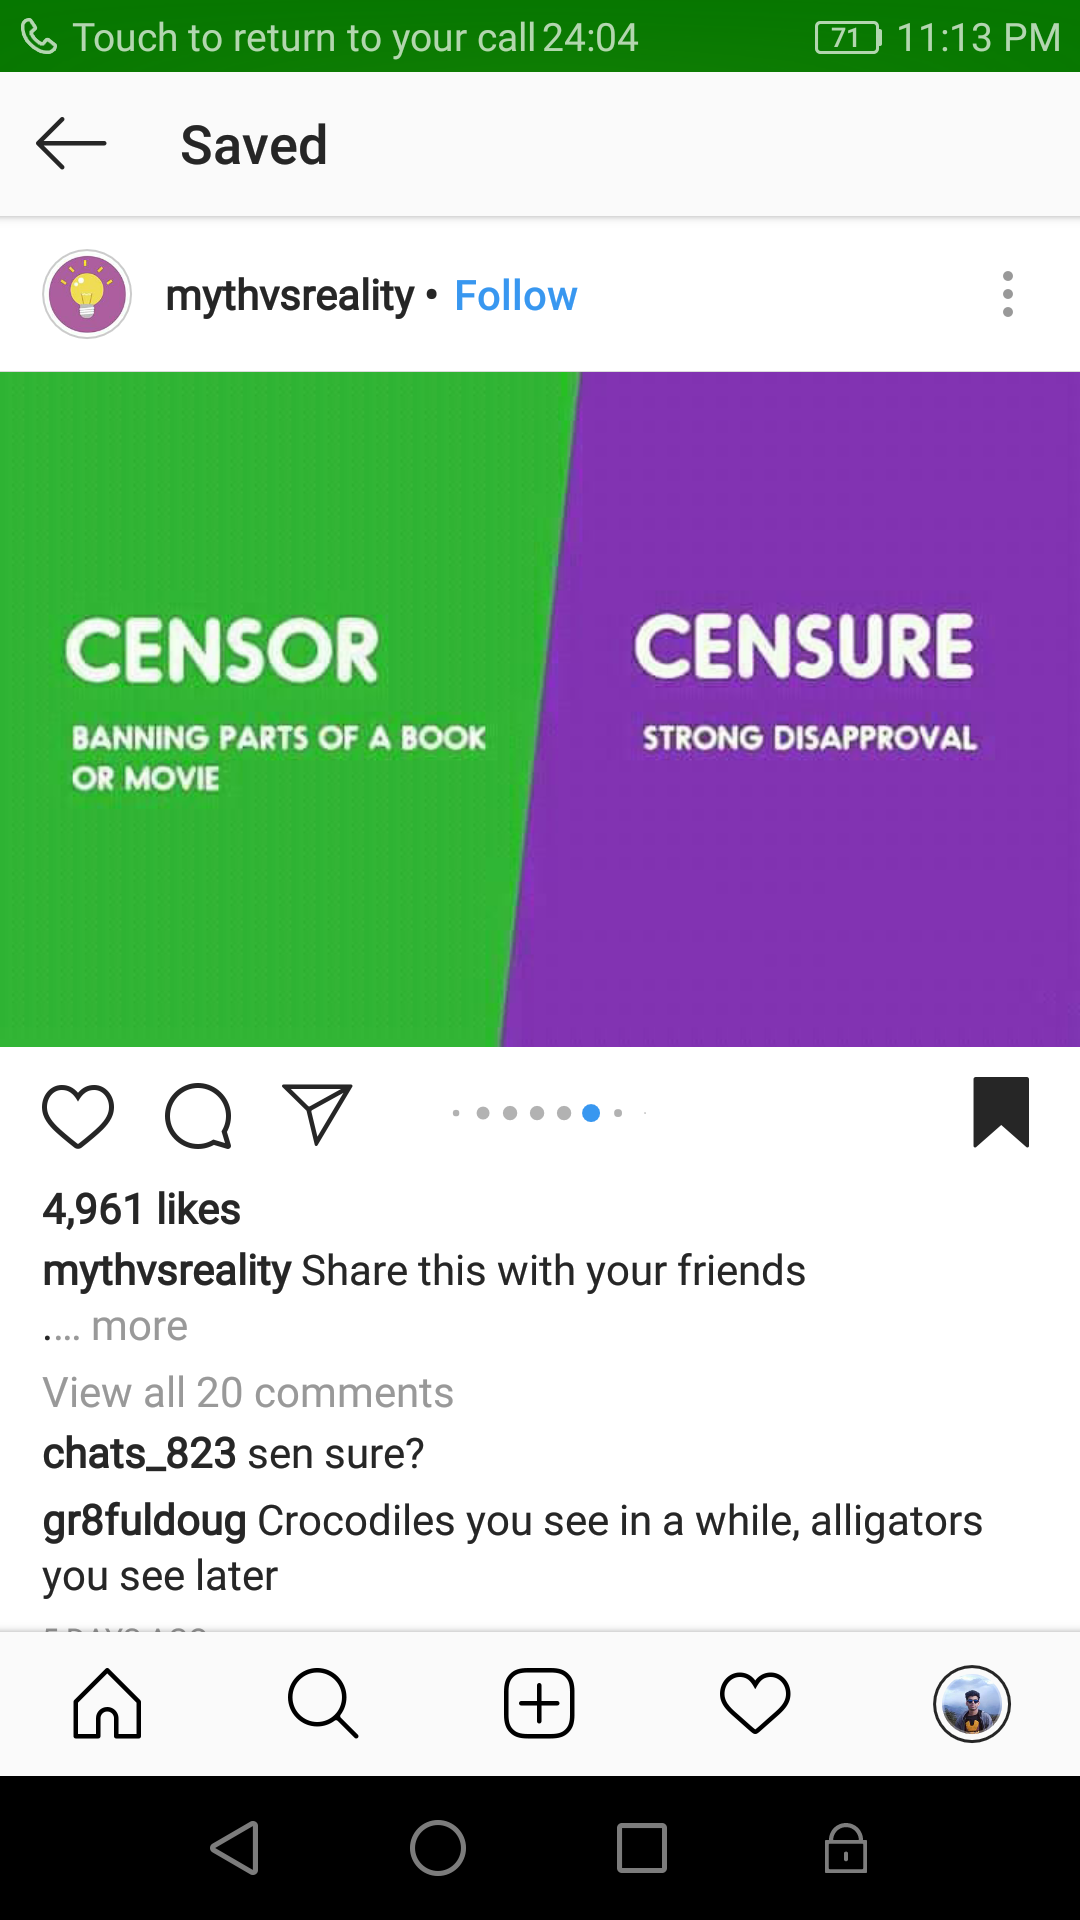 Touch to return to your call 24:04 71 11:13 PM
Saved
mythvsreality • Follow
CENSOR
BANNING PARTS OF A BOOK
OR MOVIE
CENSURE
STRONG DISAPPROVAL
4,961 likes
mythvsreality Share this with your friends
.... more
View all 20 comments
chats_823 sen sure?
gr8fuldoug Crocodiles you see in a while, alligators
you see later